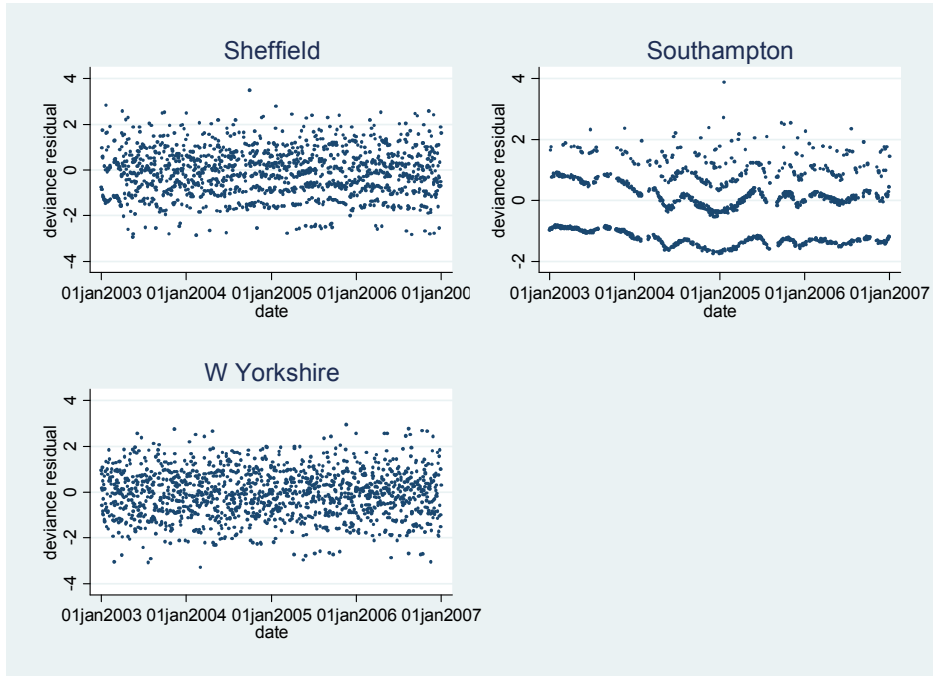 Sheffield
deviance residual
4
2
0
-2
-4
01jan2003 01jan2004 01jan2005 01jan2006 01jan200
date
Southampton
deviance residual
4
2
0
-2
01jan2003 01jan2004 01jan2005 01jan2006 01jan2007
date
W Yorkshire
deviance residual
4
2
0
-2
-4
01jan2003 01jan2004 01jan2005 01jan2006 01jan2007
date